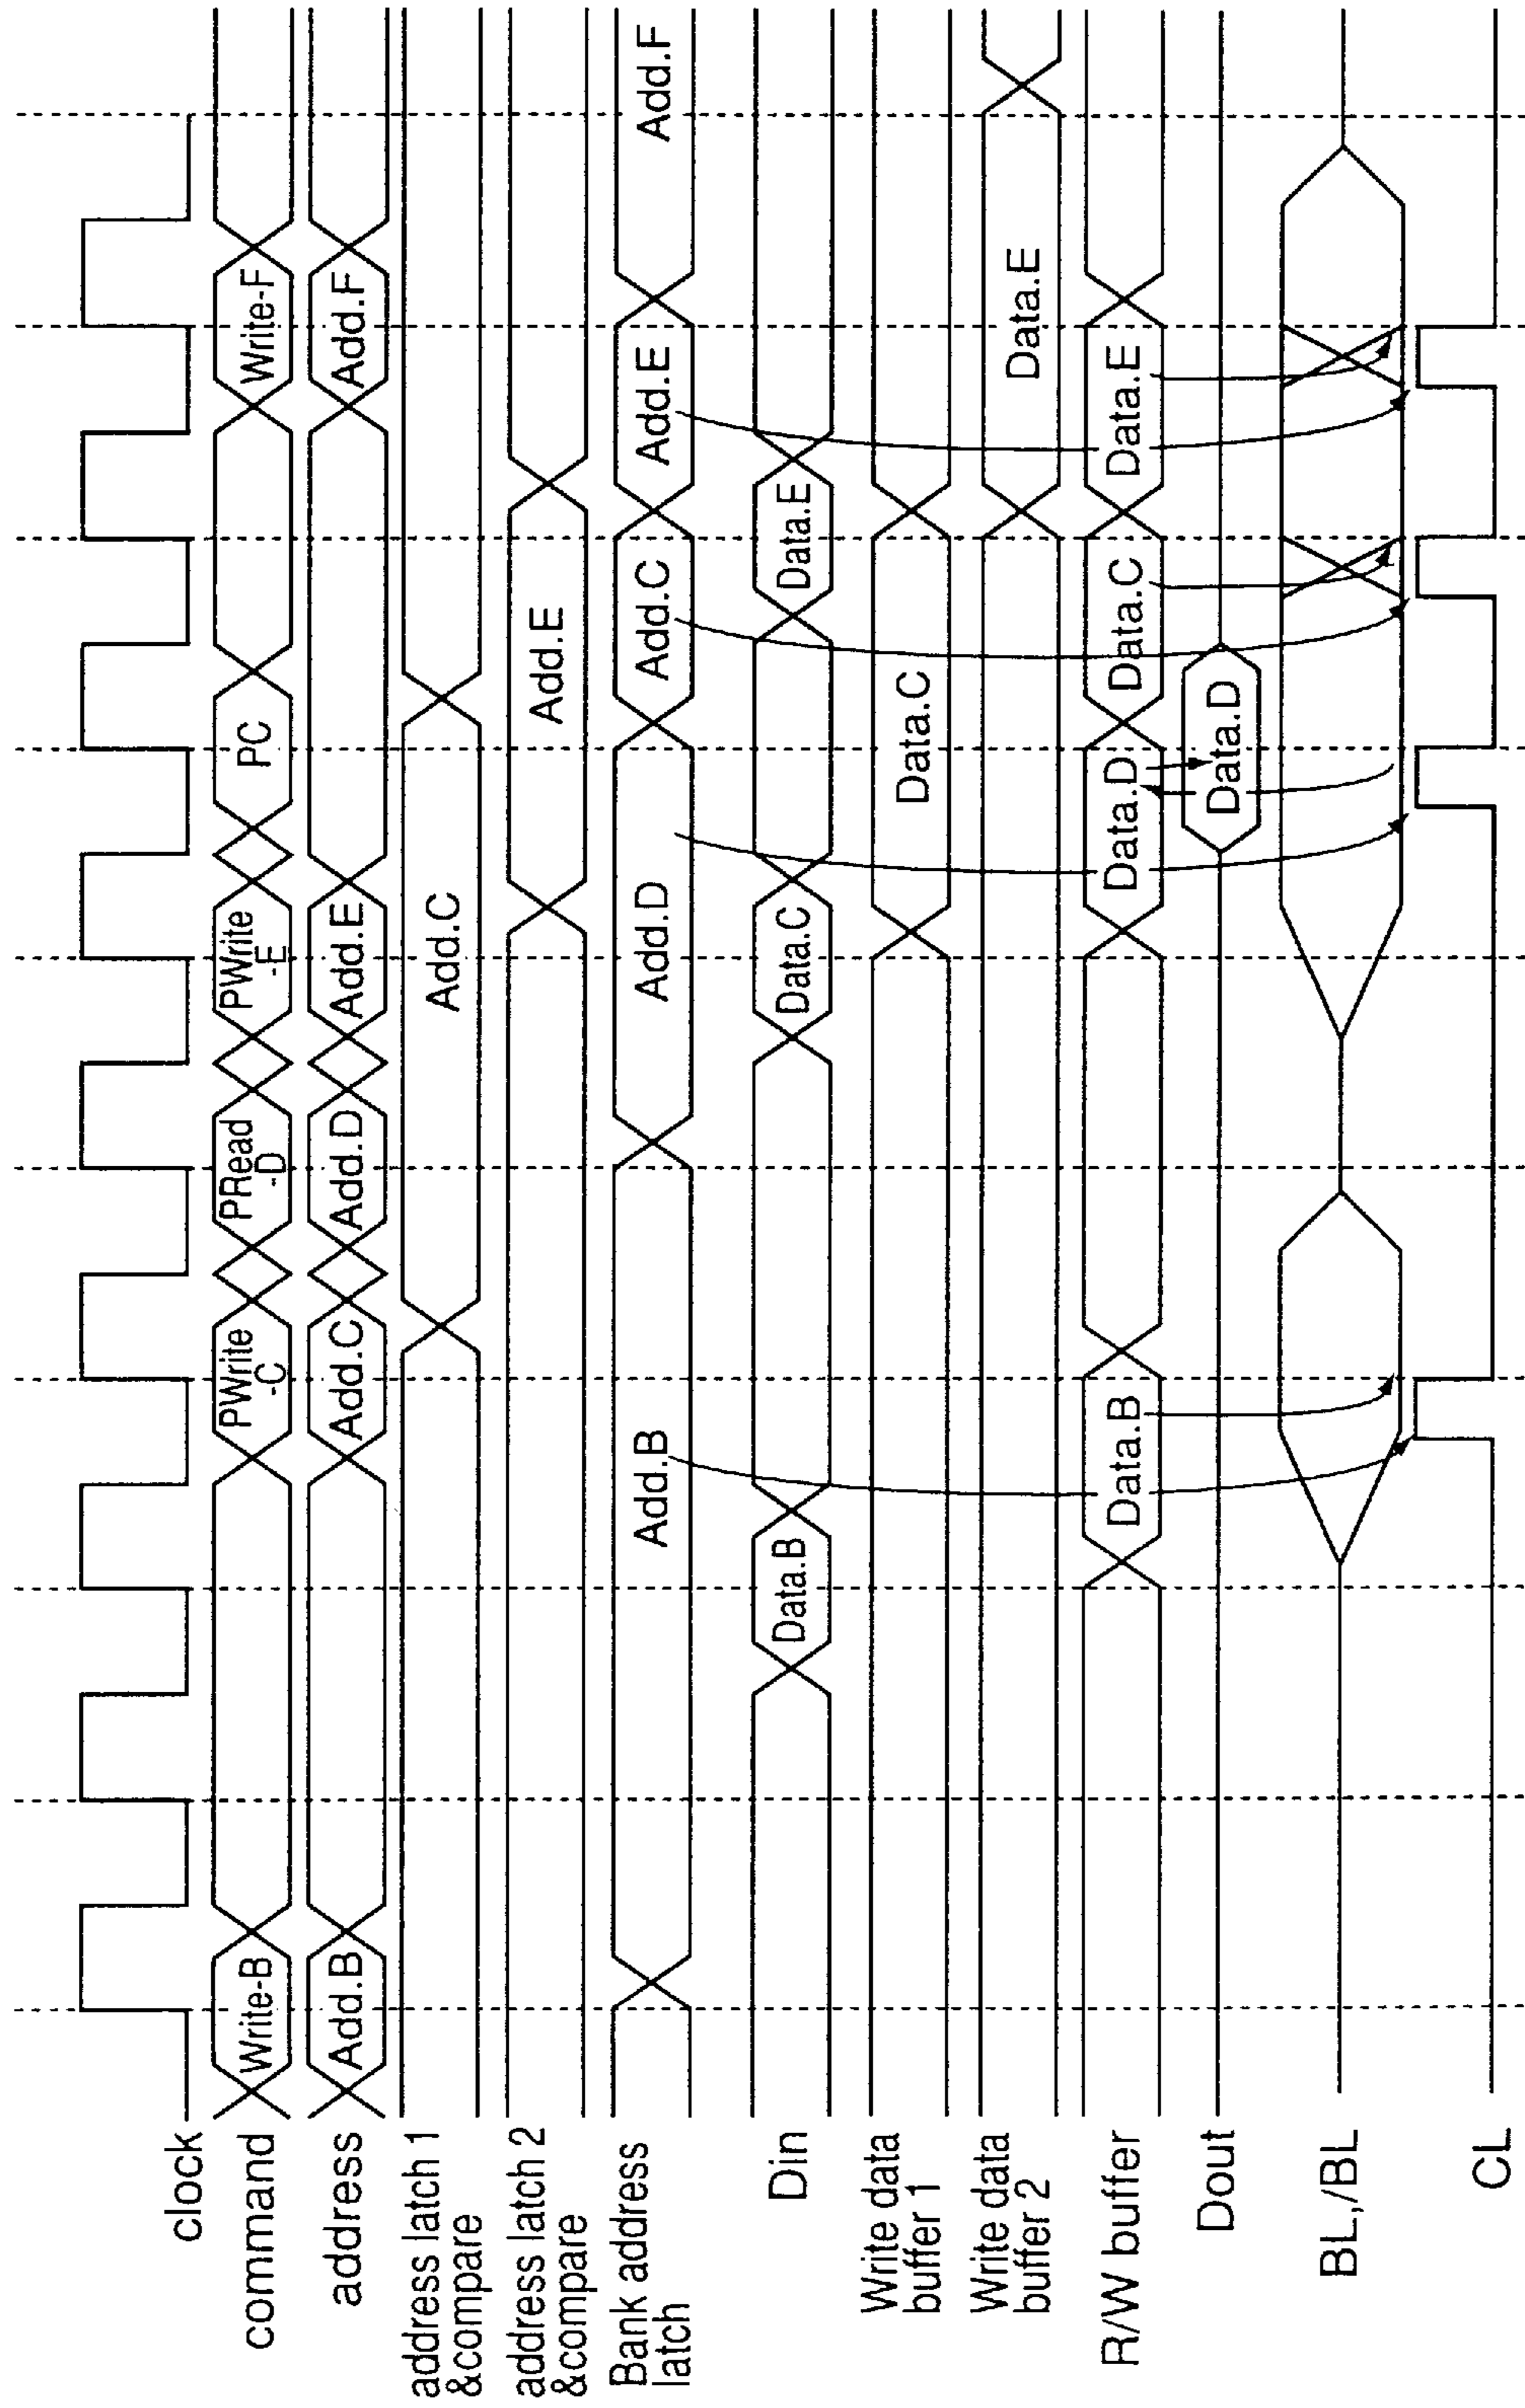 clock
command
Write-B
PWrite
-C
PRead
-D
PWrite
-E
PC
Write-F
address
Add.B
Add.C
Add.D
Add.E
Add.F
address latch 1
&compare
Add.C
address latch 2
&compare
Add.E
Bank address
latch
Add.B
Add.D
Add.C
Add.E
Add.F
Din
Data.B
Data.C
Data.E
Write data
buffer 1
Data.C
Write data
buffer 2
Data.E
R/W buffer
Data.B
Data.D
Data.C
Data.E
Dout
Data.D
BL,/BL
CL